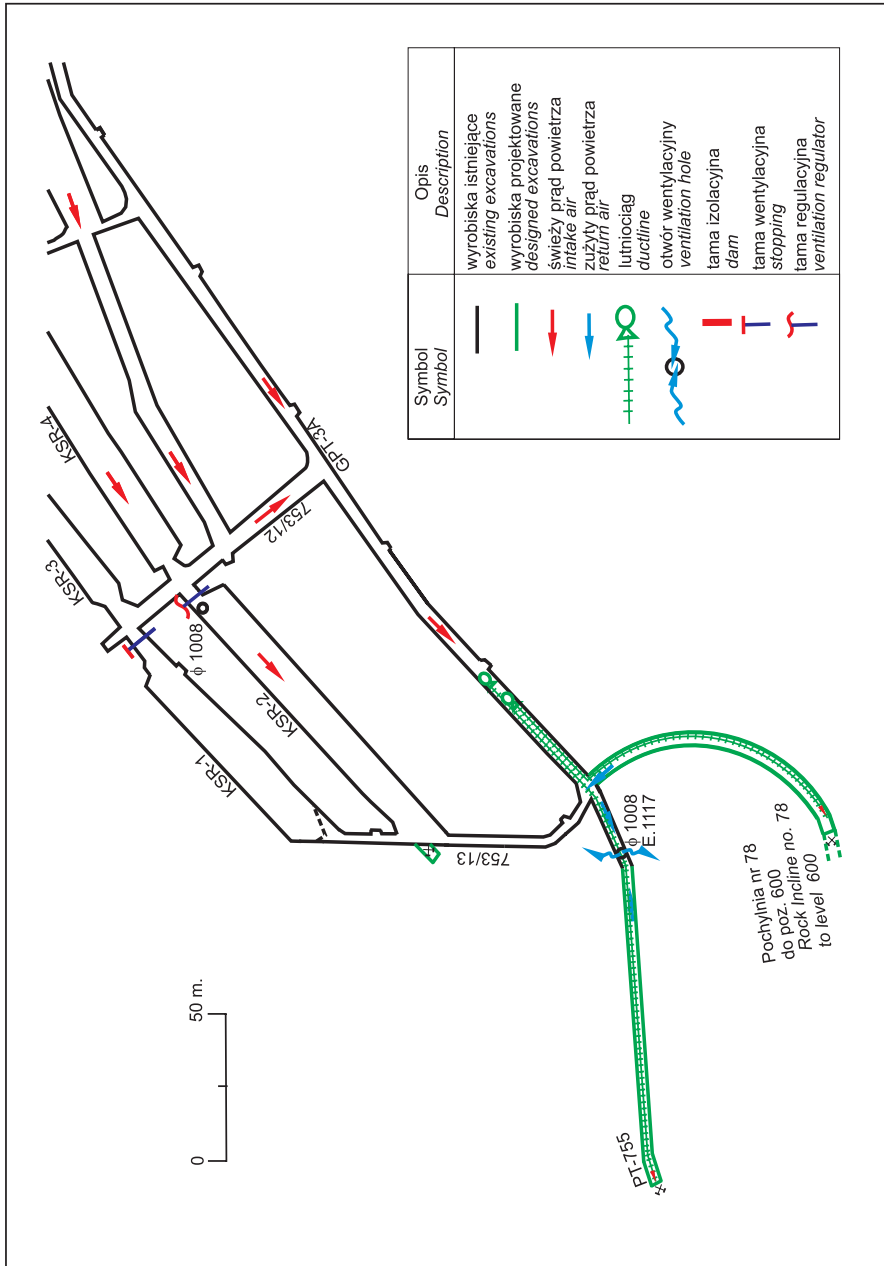 KSR-4
KSR-3
GPT-3A
753/12
ϕ 1008
KSR-2
KSR-1
753/13
ϕ 1008
E.1117
Pochylnia nr 78
do poz. 600
Rock Incline no. 78
to level 600
PT-755
0
50 m.
Symbol
Symbol
Opis
Description
wyrobiska istniejące
existing excavations
wyrobiska projektowane
designed excavations
świeży prąd powietrza
intake air
zużyty prąd powietrza
return air
lutniociąg
ductline
otwór wentylacyjny
ventilation hole
tama izolacyjna
dam
tama wentylacyjna
stopping
tama regulacyjna
ventilation regulator